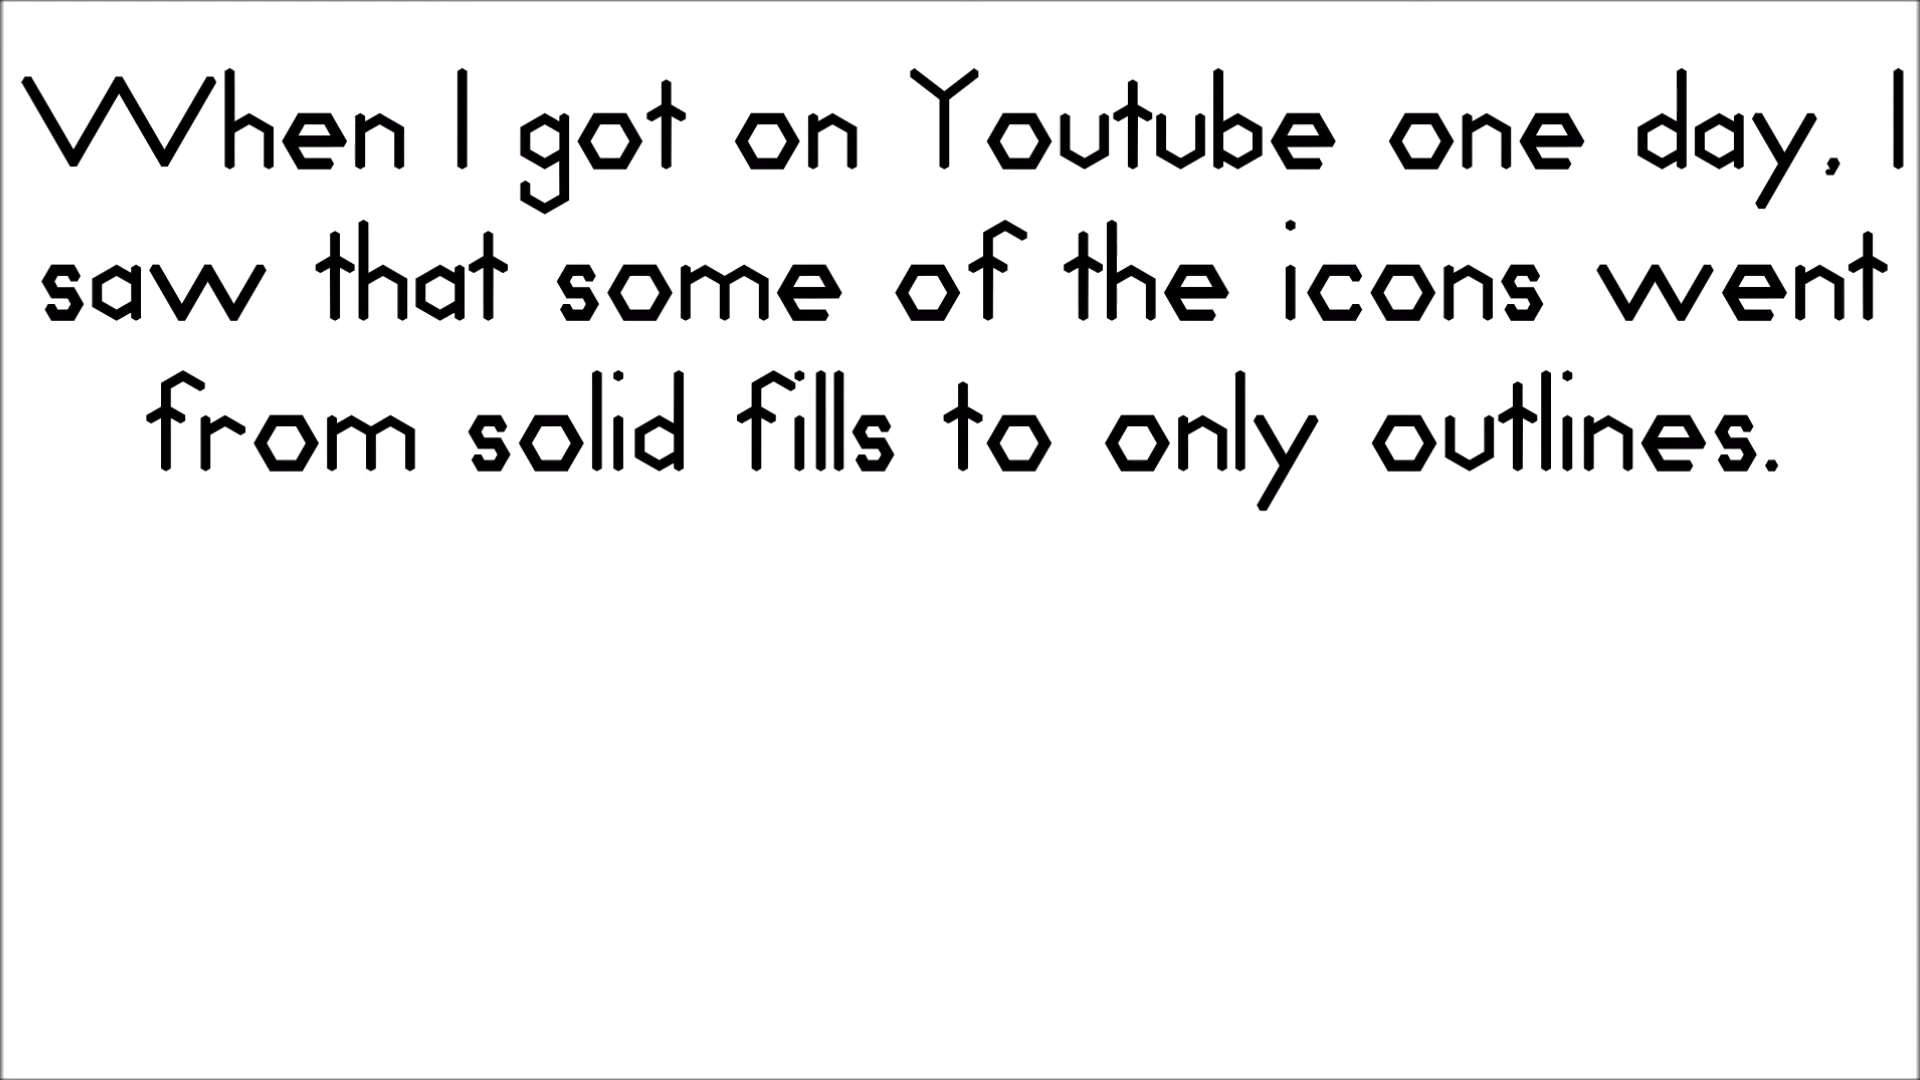 When I got on Youtube one day, I
saw that some of the icons went
from solid fills to only outlines.